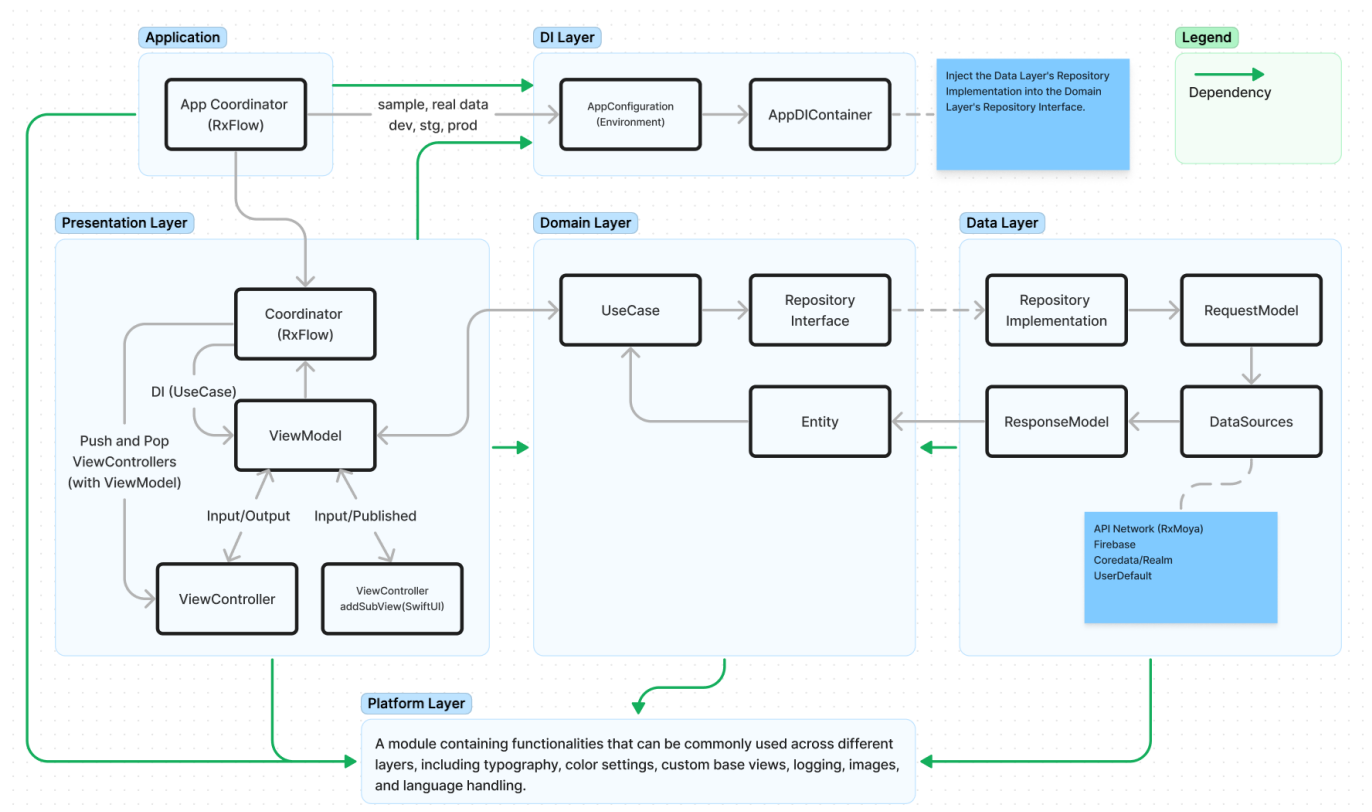 Application
DI Layer
Legend
App Coordinator
(RxFlow)
sample, real data
dev, stg, prod
AppConfiguration
(Environment)
AppDIContainer
Inject the Data Layer's Repository
Implementation into the Domain
Layer's Repository Interface.
Dependency
Presentation Layer
Domain Layer
Data Layer
Coordinator
(RxFlow)
DI (UseCase)
ViewModel
Push and Pop
ViewControllers
(with ViewModel)
Input/Output
Input/Published
ViewController
ViewController
addSubView(SwiftUI)
UseCase
Repository
Interface
Entity
Repository
Implementation
RequestModel
ResponseModel
DataSources
API Network (RxMoya)
Firebase
Coredata/Realm
UserDefault
Platform Layer
A module containing functionalities that can be commonly used across different
layers, including typography, color settings, custom base views, logging, images,
and language handling.